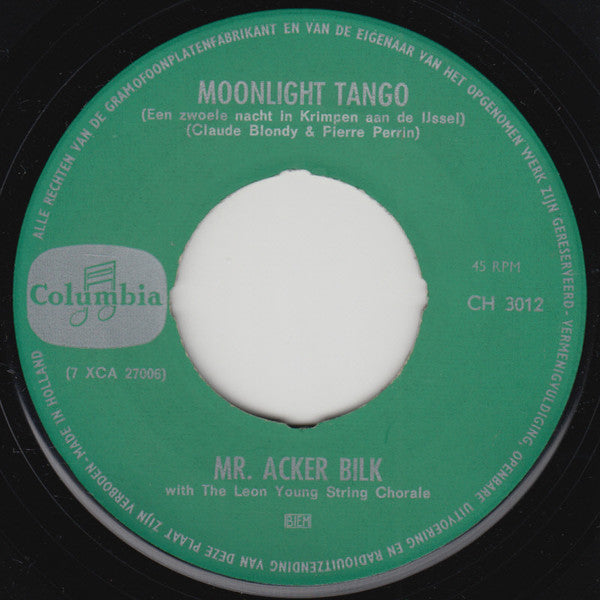 ALLE RECHTEN VAN DE GRAMOFOONPLATENFABRIKANT EN VAN DE EIGENAAR VAN HET OPGENOMEN WERK ZIJN GERESERVEERD - VERMENIGVULDIGING, OPENBARE UITVOERING EN RADIOUITZENDING VAN DEZE PLAAT ZIJN VERBODEN - MADE IN HOLLAND
MOONLIGHT TANGO
(Een zwoele nacht in Krimpen aan de IJssel)
(Claude Blondy & Pierre Perrin)
Columbia
(7 XCA 27006)
45 RPM
CH 3012
MR. ACKER BILK
with The Leon Young String Chorale
BIEM